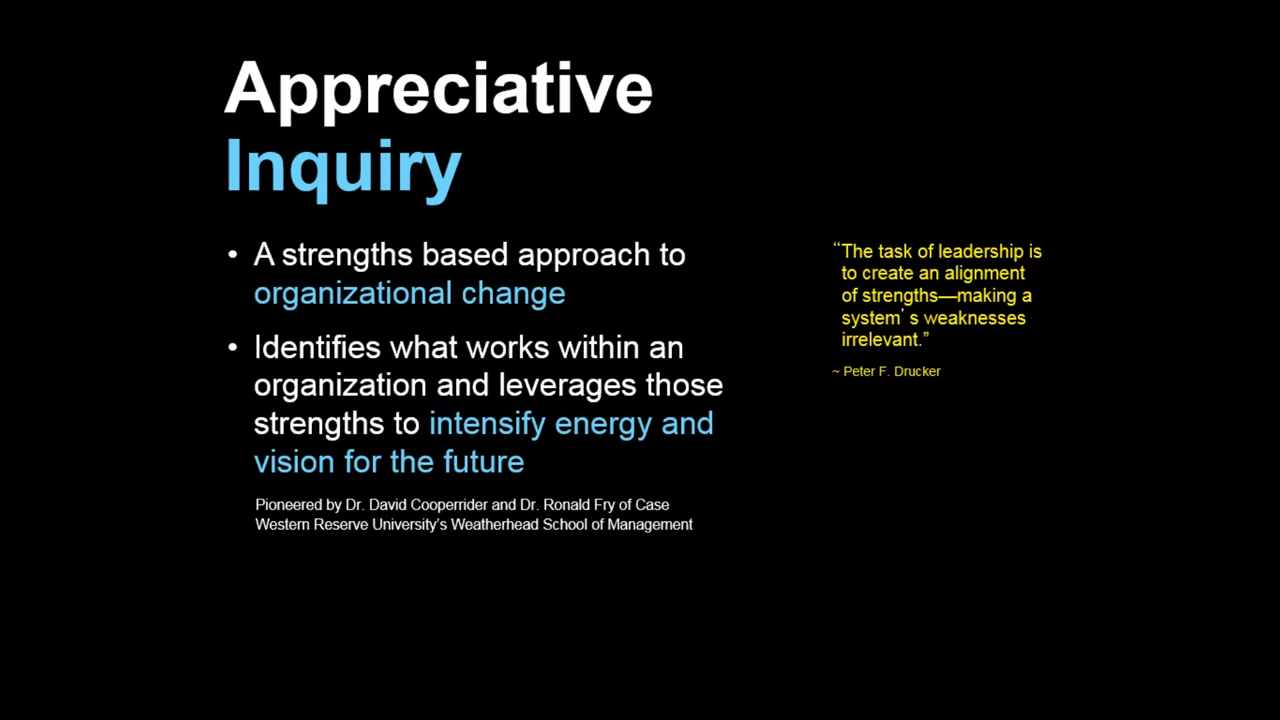 Appreciative
Inquiry
• A strengths based approach to
organizational change
• Identifies what works within an
organization and leverages those
strengths to intensify energy and
vision for the future
Pioneered by Dr. David Cooperrider and Dr. Ronald Fry of Case
Western Reserve University’s Weatherhead School of Management
“The task of leadership is
to create an alignment
of strengths—making a
system’ s weaknesses
irrelevant.”
~ Peter F. Drucker